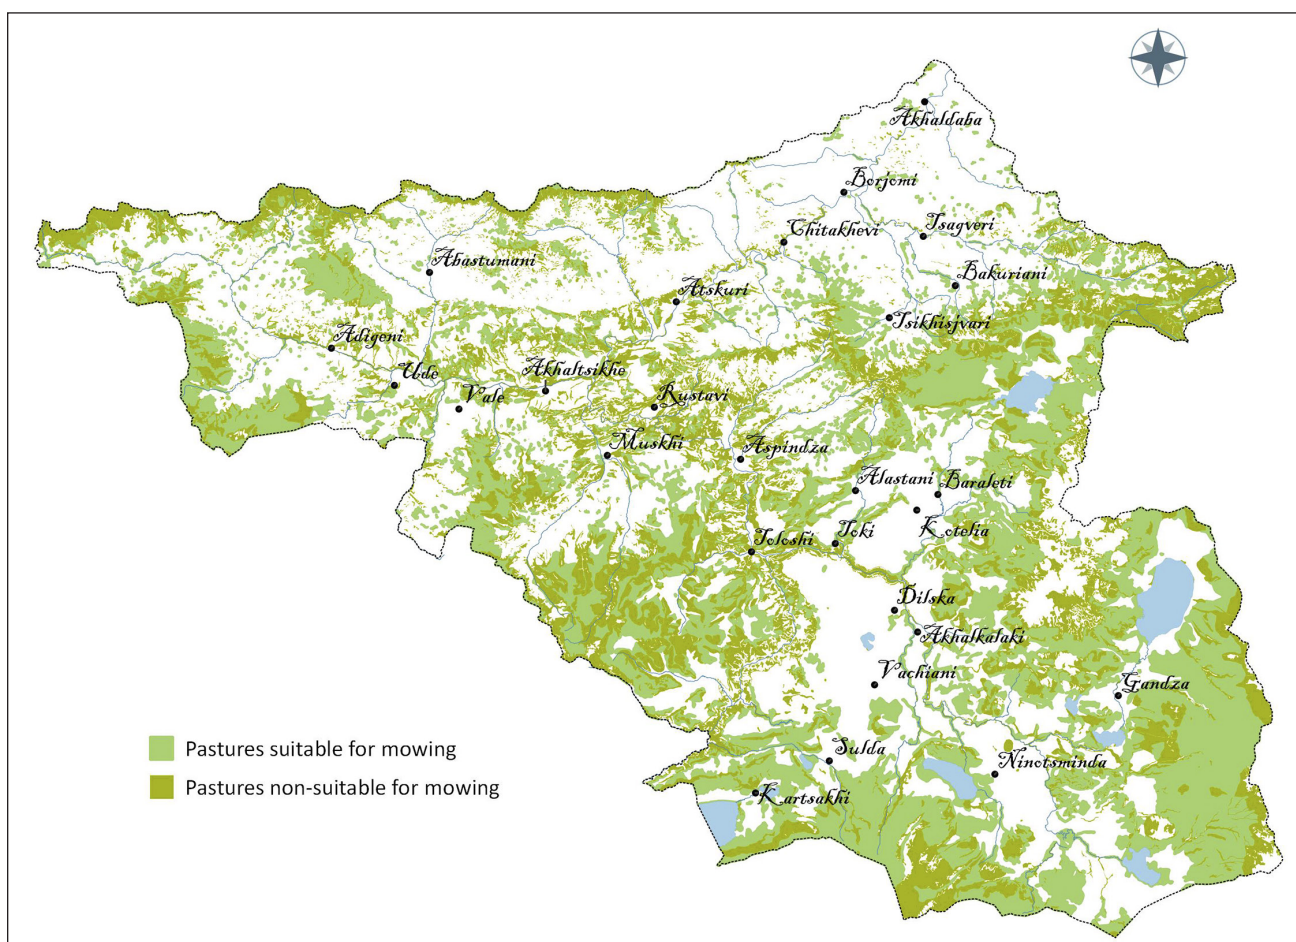 Akhaldaba
Borjomi
Chitakhevi
Tsagveri
Abastumani
Bakuriani
Atskuri
Tsikhisjvari
Adigeni
Ude
Akhaltsikhe
Vale
Rustavi
Muskhi
Aspindza
Alastani
Baraleti
Kotelia
Toloshi
Toki
Dilska
Akhalkalaki
Vachiani
Gandza
Pastures suitable for mowing
Sulda
Ninotsminda
Pastures non-suitable for mowing
Kartsakhi